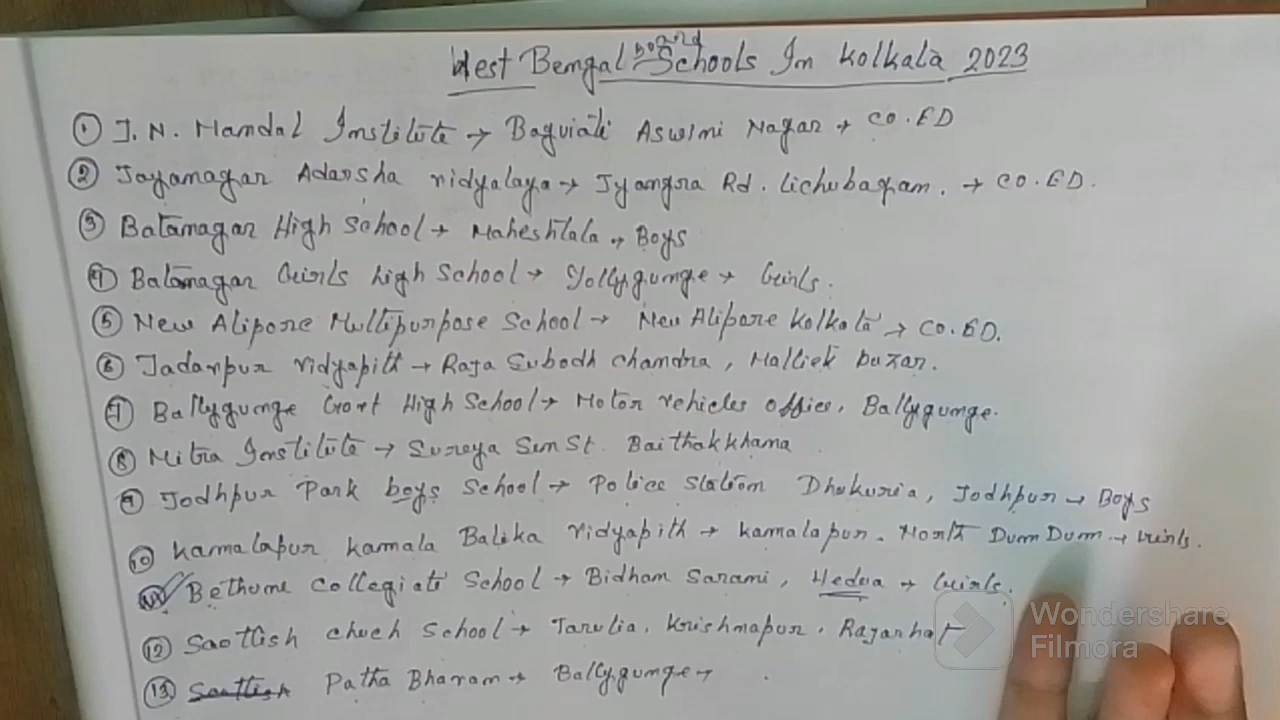 West Bengal board Schools In Kolkata 2023
① J. N. Mandal Institute → Baguiati Aswini Nagar → CO.ED
② Jayanagar Adarsha vidyalaya → Jyangra Rd. Lichubagan. → CO.ED.
③ Batanagar High School → Maheshtala → Boys
④ Batanagar Girls high School → Tollygunge → Girls.
⑤ New Alipore Multipurpose School → New Alipore Kolkata → CO.ED.
⑥ Jadavpur vidyapith → Raja Subodh chandra, Mallick bazar.
⑦ Ballygunge Govt High School → Motor vehicles office, Ballygunge.
⑧ Mitra Institute → Sureya Sen St. Baithakkhana
⑨ Jodhpur Park boys School → Police Station Dhakuria, Jodhpur → Boys
⑩ Kamalapur Kamala Balika vidyapith → Kamalapur. North Dum Dum → Girls.
Bethune Collegiate School → Bidhan Sarani, Hedua → Girls.
⑫ Scottish chuch School → Tarulia, Krishnapur, Rajarhat
⑬ Patha Bhavan → Ballygunge →
Wondershare
Filmora